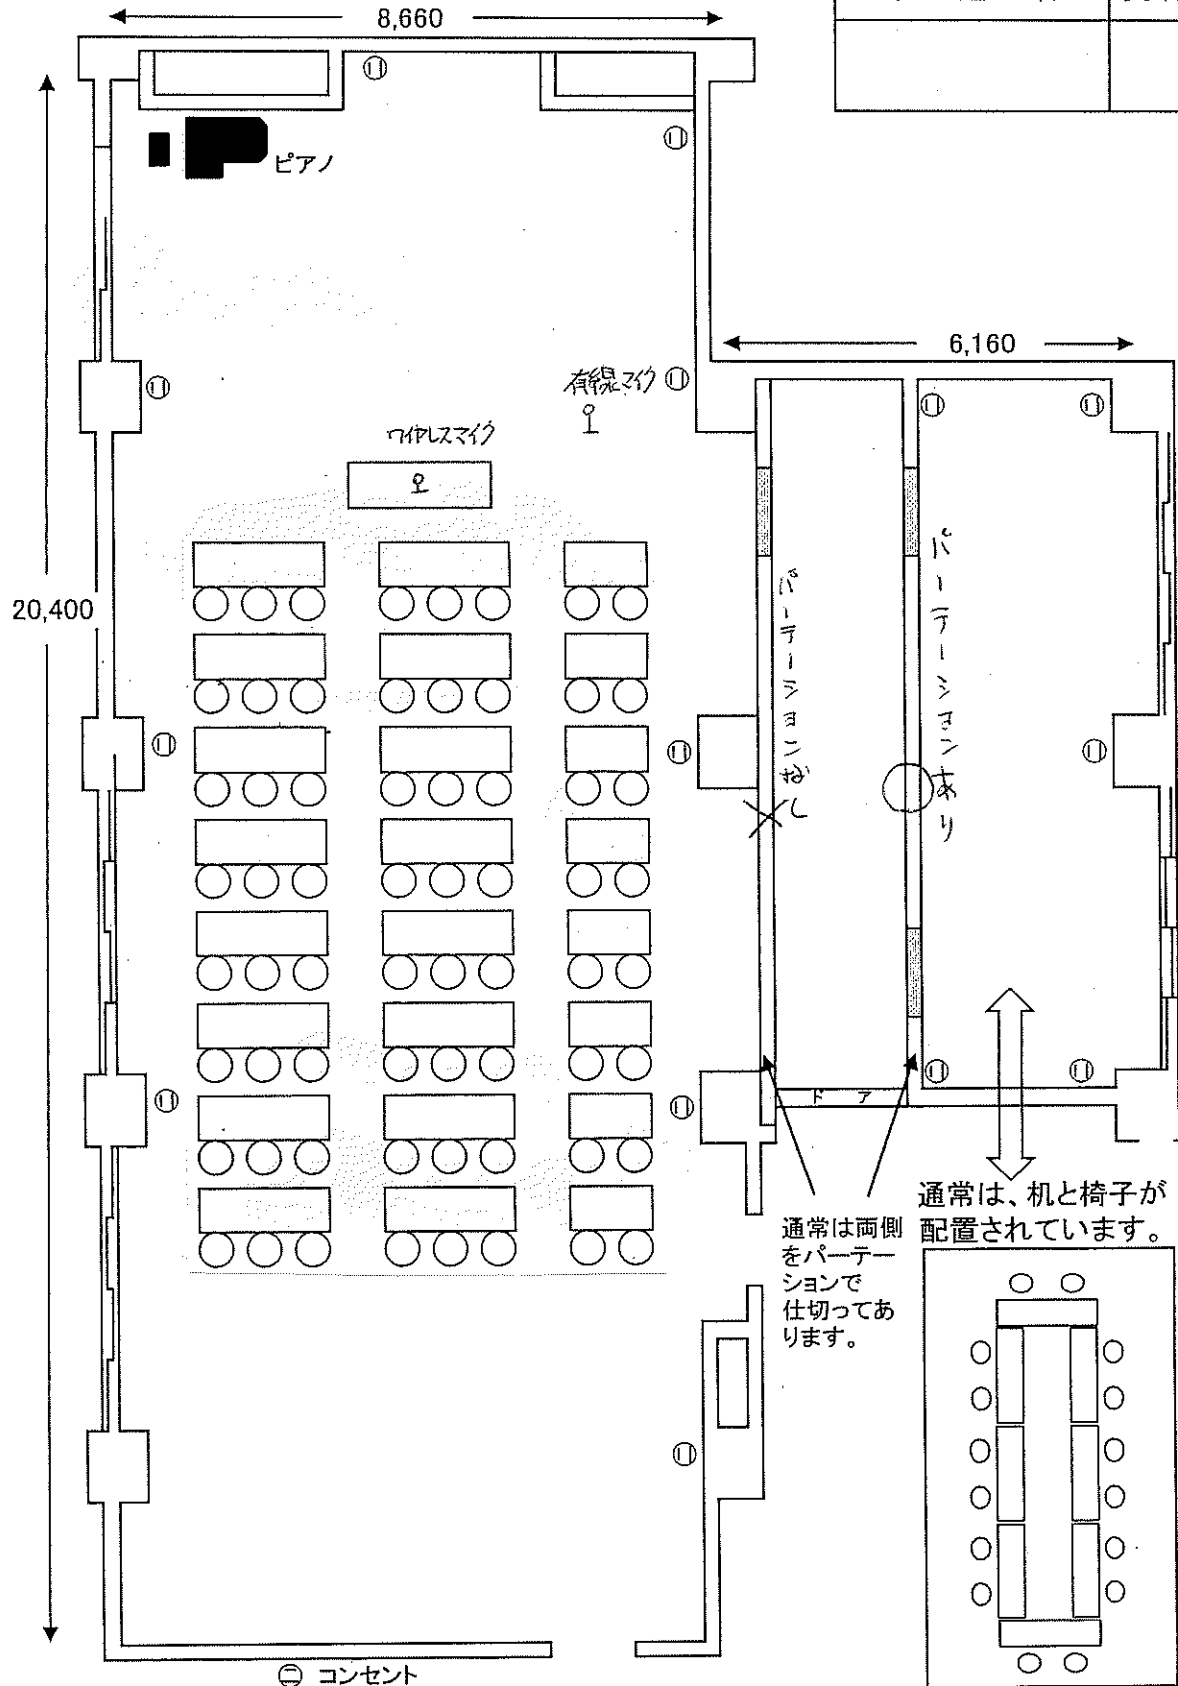 8,660
ピアノ
6,160
有線マイク
ワイヤレスマイク
20,400
パーテーションなし
パーテーションあり
ドア
通常は、机と椅子が
配置されています。
通常は両側
をパーテー
ションで
仕切ってあ
ります。
コンセント